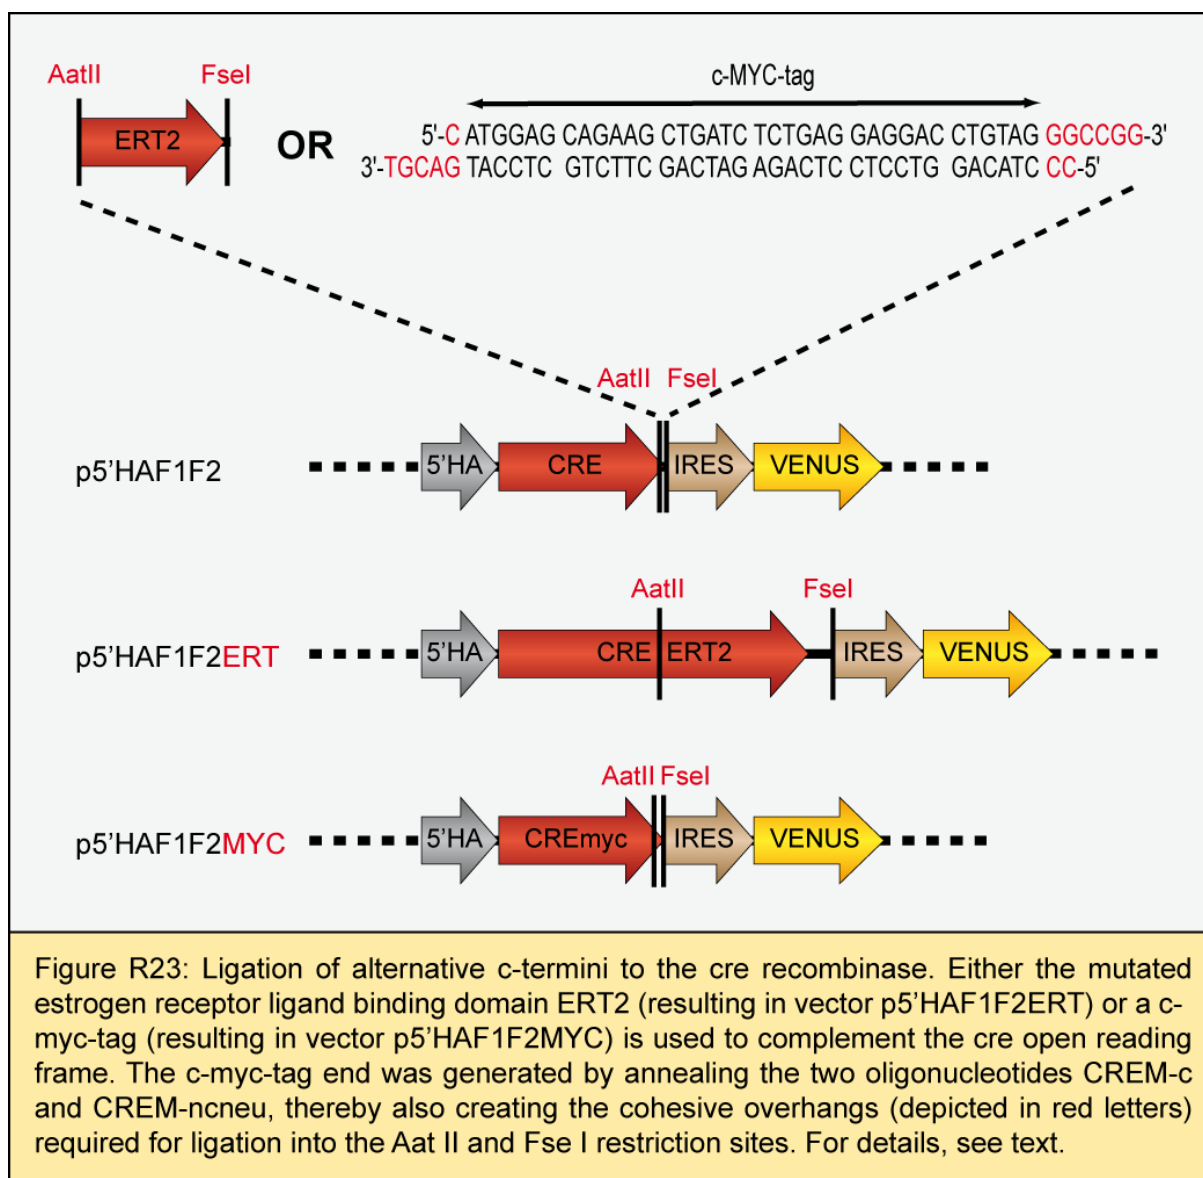 AatII FseI
c-MYC-tag
ERT2
OR
5'-C ATGGAG CAGAAG CTGATC TCTGAG GAGGAC CTGTAG GGCCGG-3'
3'-TGCAG TACCTC GTCTTC GACTAG AGACTC CTCCTG GACATC CC-5'
AatII FseI
p5'HAF1F2
5'HA CRE IRES VENUS
AatII FseI
p5'HAF1F2ERT
5'HA CRE ERT2 IRES VENUS
AatII FseI
p5'HAF1F2MYC
5'HA CREmyc IRES VENUS
Figure R23: Ligation of alternative c-termini to the cre recombinase. Either the mutated
estrogen receptor ligand binding domain ERT2 (resulting in vector p5'HAF1F2ERT) or a c-
myc-tag (resulting in vector p5'HAF1F2MYC) is used to complement the cre open reading
frame. The c-myc-tag end was generated by annealing the two oligonucleotides CREM-c
and CREM-ncneu, thereby also creating the cohesive overhangs (depicted in red letters)
required for ligation into the Aat II and Fse I restriction sites. For details, see text.